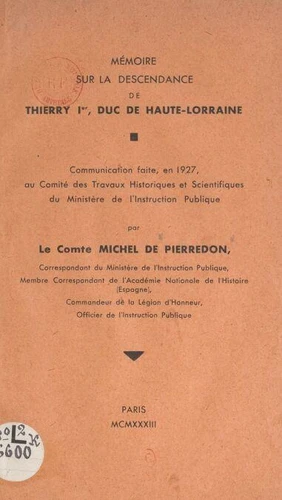 MÉMOIRE
SUR LA DESCENDANCE
DE
THIERRY Ier, DUC DE HAUTE-LORRAINE
Communication faite, en 1927,
au Comité des Travaux Historiques et Scientifiques
du Ministère de l'Instruction Publique
par
Le Comte MICHEL DE PIERREDON,
Correspondant du Ministère de l'Instruction Publique,
Membre Correspondant de l'Académie Nationale de l'Histoire
(Espagne),
Commandeur de la Légion d'Honneur,
Officier de l'Instruction Publique
PARIS
MCMXXXIII